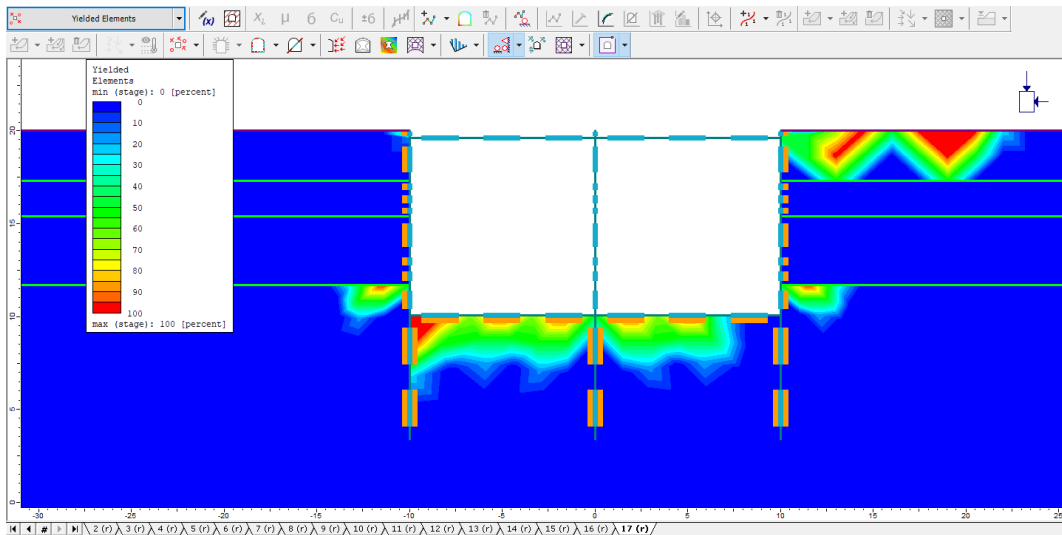 Yielded Elements
(x) X_L μ б C_u ±б
Yielded
Elements
min (stage): 0 [percent]
0
10
20
30
40
50
60
70
80
90
100
max (stage): 100 [percent]
20
15
10
5
0
-30 -25 -20 -15 -10 -5 0 5 10 15 20 25
# 2 (r) 3 (r) 4 (r) 5 (r) 6 (r) 7 (r) 8 (r) 9 (r) 10 (r) 11 (r) 12 (r) 13 (r) 14 (r) 15 (r) 16 (r) 17 (r)